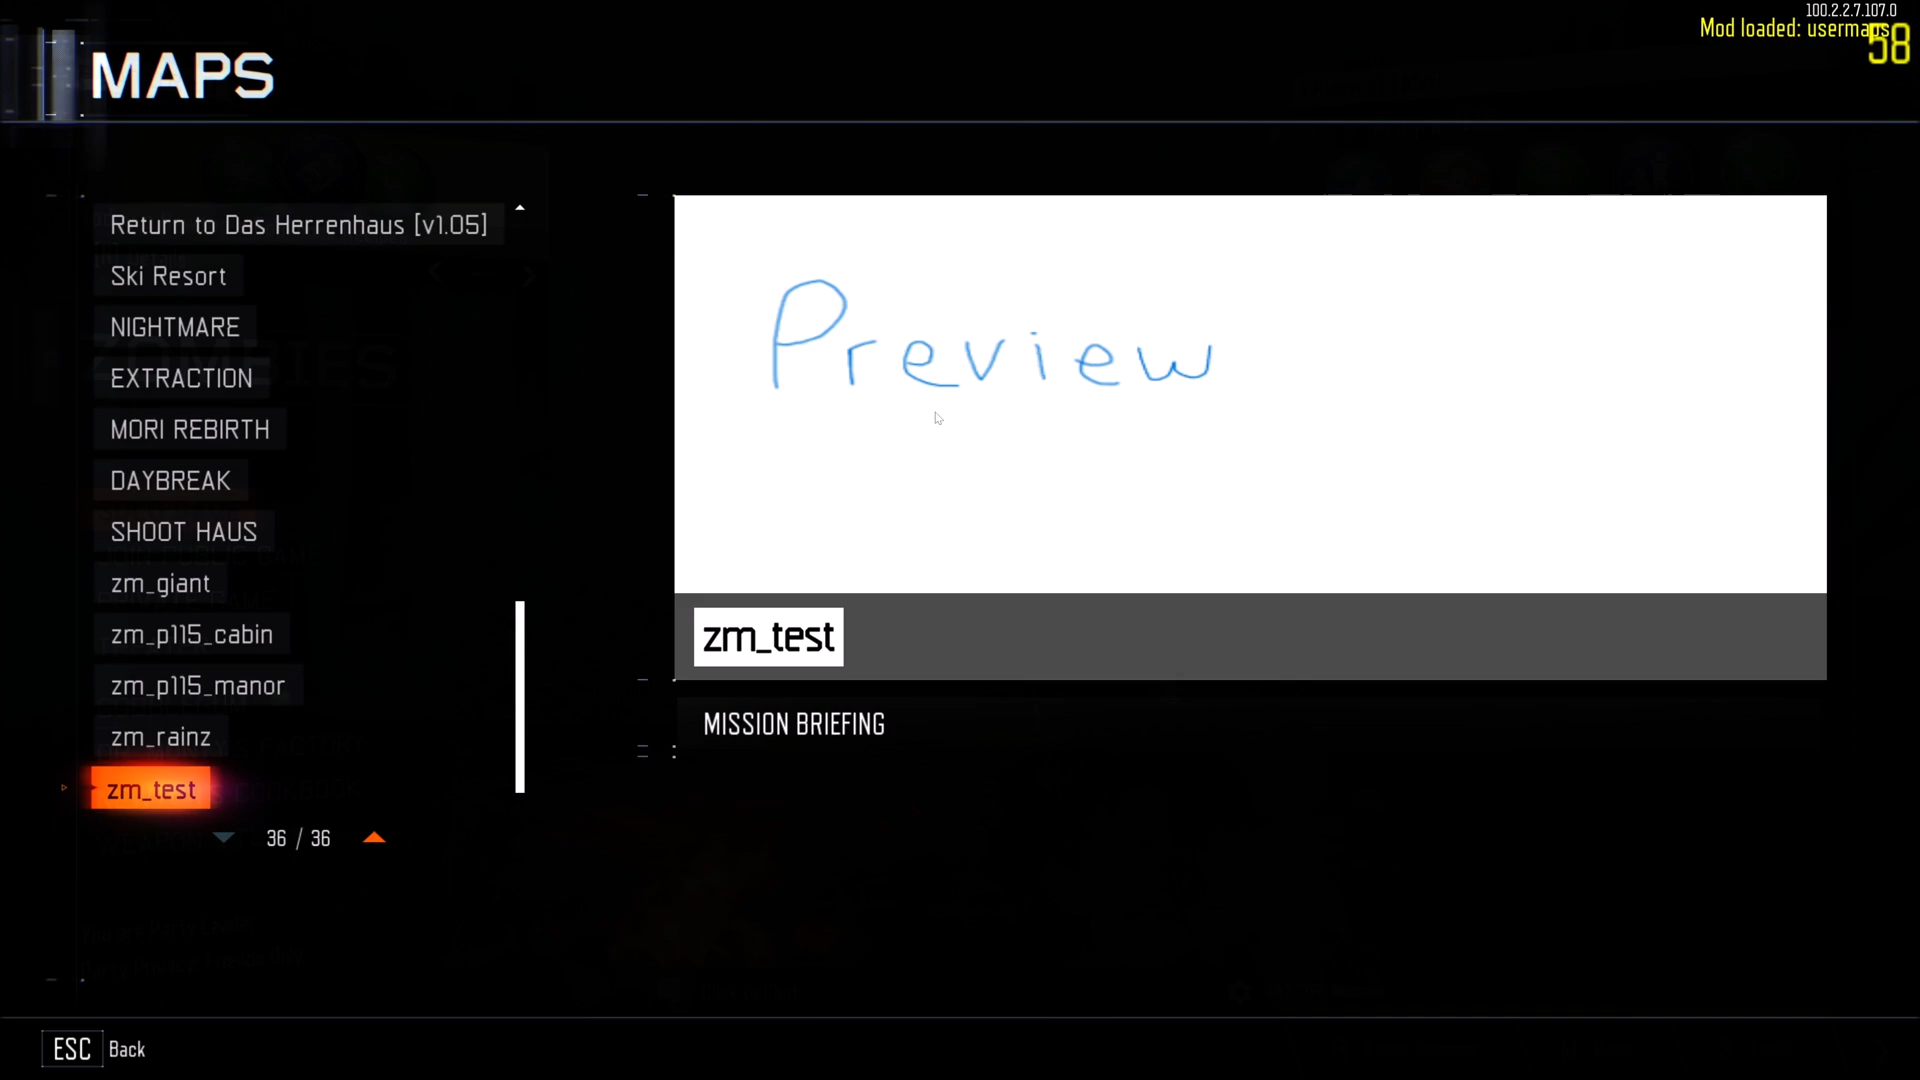 100.2.2.7.107.0
Mod loaded: usermaps
58
MAPS
Return to Das Herrenhaus [v1.05]
Ski Resort
NIGHTMARE
EXTRACTION
MORI REBIRTH
DAYBREAK
SHOOT HAUS
zm_giant
zm_p115_cabin
zm_p115_manor
zm_rainz
zm_test
36 / 36
Preview
zm_test
MISSION BRIEFING
ESC Back